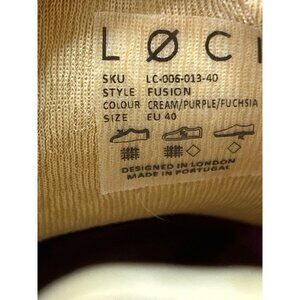 LØCI
SKU LC-006-013-40
STYLE FUSION
COLOUR CREAM/PURPLE/FUCHSIA
SIZE EU 40
DESIGNED IN LONDON
MADE IN PORTUGAL